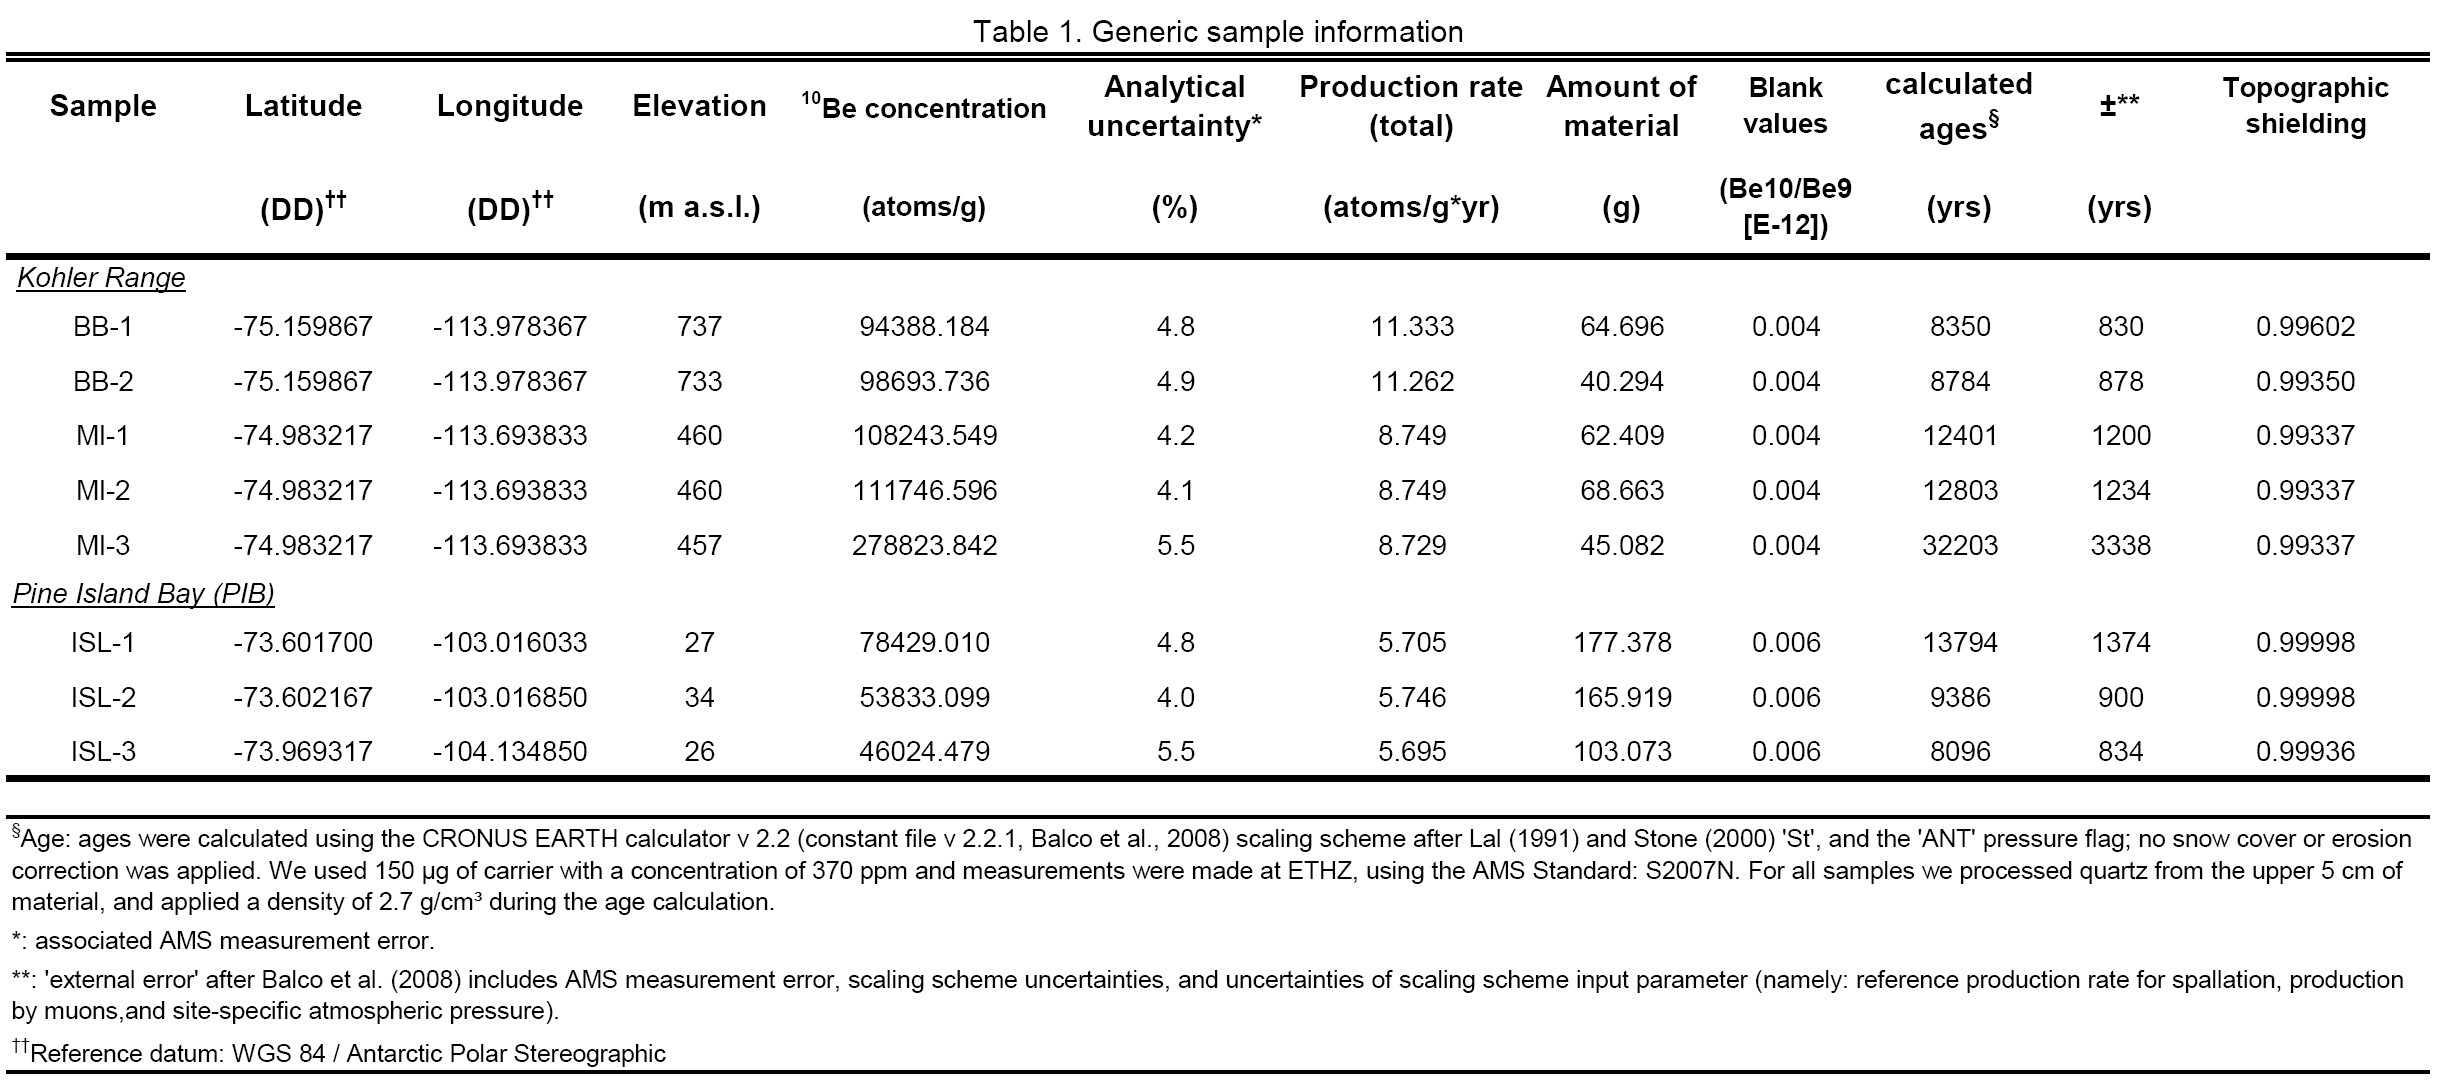 Table 1. Generic sample information
Sample Latitude Longitude Elevation ¹⁰Be concentration Analytical uncertainty* Production rate (total) Amount of material Blank values calculated ages§ ±** Topographic shielding
(DD)†† (DD)†† (m a.s.l.) (atoms/g) (%) (atoms/g*yr) (g) (Be10/Be9 [E-12]) (yrs) (yrs)
Kohler Range
BB-1 -75.159867 -113.978367 737 94388.184 4.8 11.333 64.696 0.004 8350 830 0.99602
BB-2 -75.159867 -113.978367 733 98693.736 4.9 11.262 40.294 0.004 8784 878 0.99350
MI-1 -74.983217 -113.693833 460 108243.549 4.2 8.749 62.409 0.004 12401 1200 0.99337
MI-2 -74.983217 -113.693833 460 111746.596 4.1 8.749 68.663 0.004 12803 1234 0.99337
MI-3 -74.983217 -113.693833 457 278823.842 5.5 8.729 45.082 0.004 32203 3338 0.99337
Pine Island Bay (PIB)
ISL-1 -73.601700 -103.016033 27 78429.010 4.8 5.705 177.378 0.006 13794 1374 0.99998
ISL-2 -73.602167 -103.016850 34 53833.099 4.0 5.746 165.919 0.006 9386 900 0.99998
ISL-3 -73.969317 -104.134850 26 46024.479 5.5 5.695 103.073 0.006 8096 834 0.99936
§Age: ages were calculated using the CRONUS EARTH calculator v 2.2 (constant file v 2.2.1, Balco et al., 2008) scaling scheme after Lal (1991) and Stone (2000) 'St', and the 'ANT' pressure flag; no snow cover or erosion
correction was applied. We used 150 µg of carrier with a concentration of 370 ppm and measurements were made at ETHZ, using the AMS Standard: S2007N. For all samples we processed quartz from the upper 5 cm of
material, and applied a density of 2.7 g/cm³ during the age calculation.
*: associated AMS measurement error.
**: 'external error' after Balco et al. (2008) includes AMS measurement error, scaling scheme uncertainties, and uncertainties of scaling scheme input parameter (namely: reference production rate for spallation, production
by muons,and site-specific atmospheric pressure).
††Reference datum: WGS 84 / Antarctic Polar Stereographic